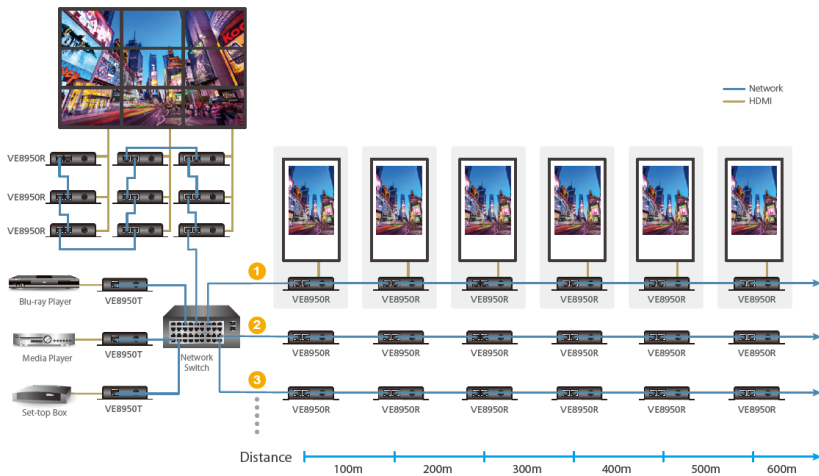 Network
HDMI
VE8950R
VE8950R
VE8950R
1
VE8950R VE8950R VE8950R VE8950R VE8950R VE8950R
Blu-ray Player
VE8950T
2
Media Player
VE8950T
Network
Switch
VE8950R VE8950R VE8950R VE8950R VE8950R VE8950R
3
Set-top Box
VE8950T
VE8950R VE8950R VE8950R VE8950R VE8950R VE8950R
Distance
100m 200m 300m 400m 500m 600m